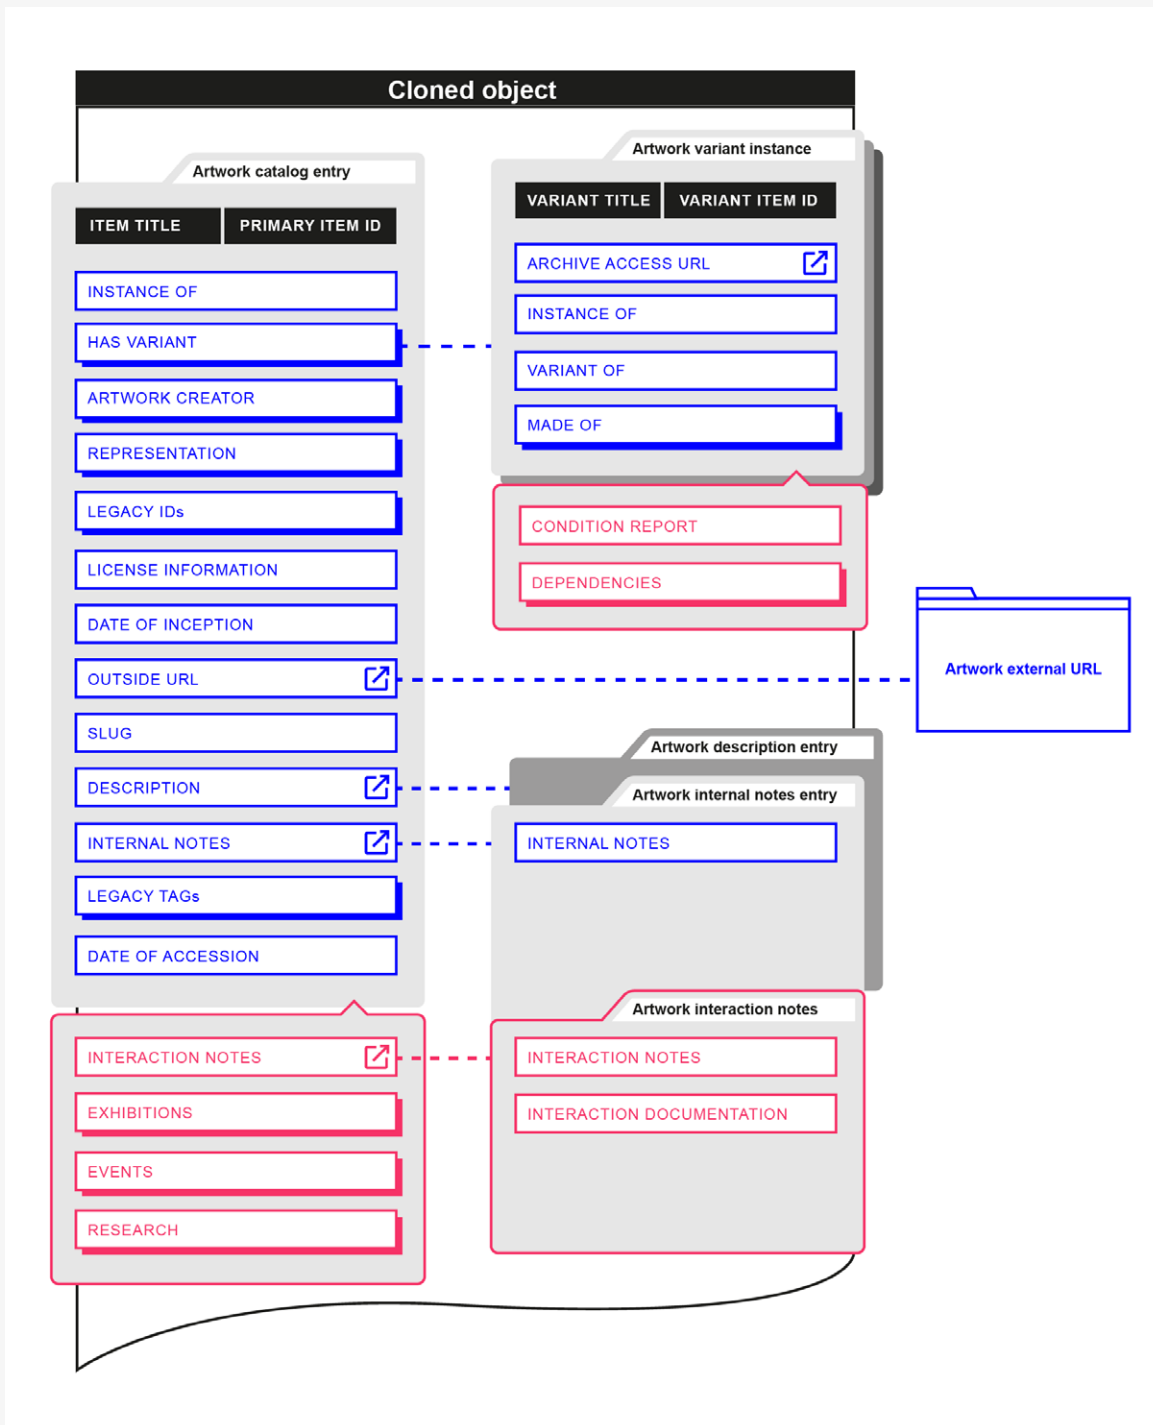 Cloned object
Artwork catalog entry
ITEM TITLE
PRIMARY ITEM ID
INSTANCE OF
HAS VARIANT
ARTWORK CREATOR
REPRESENTATION
LEGACY IDs
LICENSE INFORMATION
DATE OF INCEPTION
OUTSIDE URL
SLUG
DESCRIPTION
INTERNAL NOTES
LEGACY TAGs
DATE OF ACCESSION
INTERACTION NOTES
EXHIBITIONS
EVENTS
RESEARCH
Artwork variant instance
VARIANT TITLE
VARIANT ITEM ID
ARCHIVE ACCESS URL
INSTANCE OF
VARIANT OF
MADE OF
CONDITION REPORT
DEPENDENCIES
Artwork external URL
Artwork description entry
Artwork internal notes entry
INTERNAL NOTES
Artwork interaction notes
INTERACTION NOTES
INTERACTION DOCUMENTATION